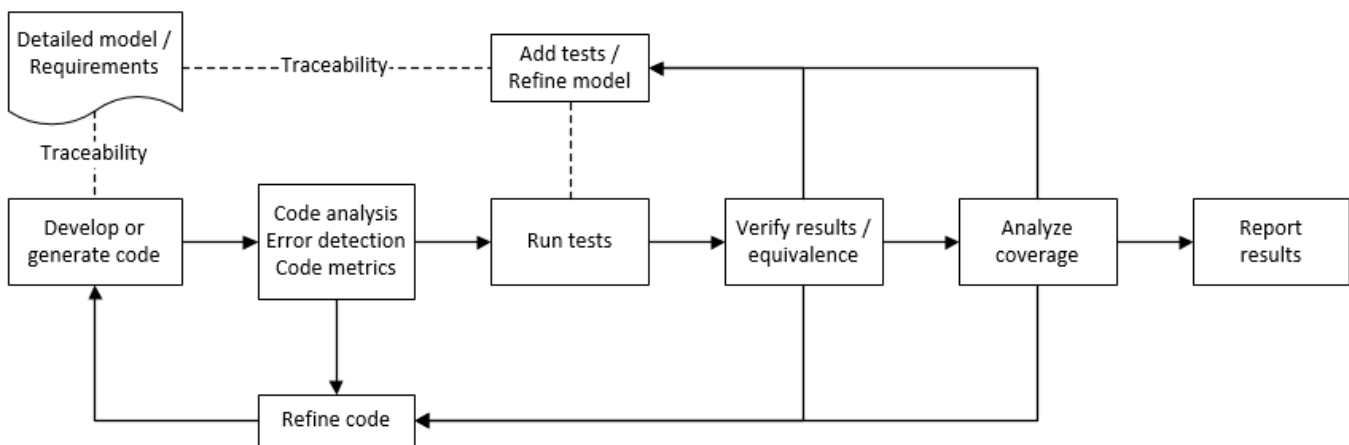 Detailed model /
Requirements
Traceability
Add tests /
Refine model
Traceability
Develop or
generate code
Code analysis
Error detection
Code metrics
Run tests
Verify results /
equivalence
Analyze
coverage
Report
results
Refine code